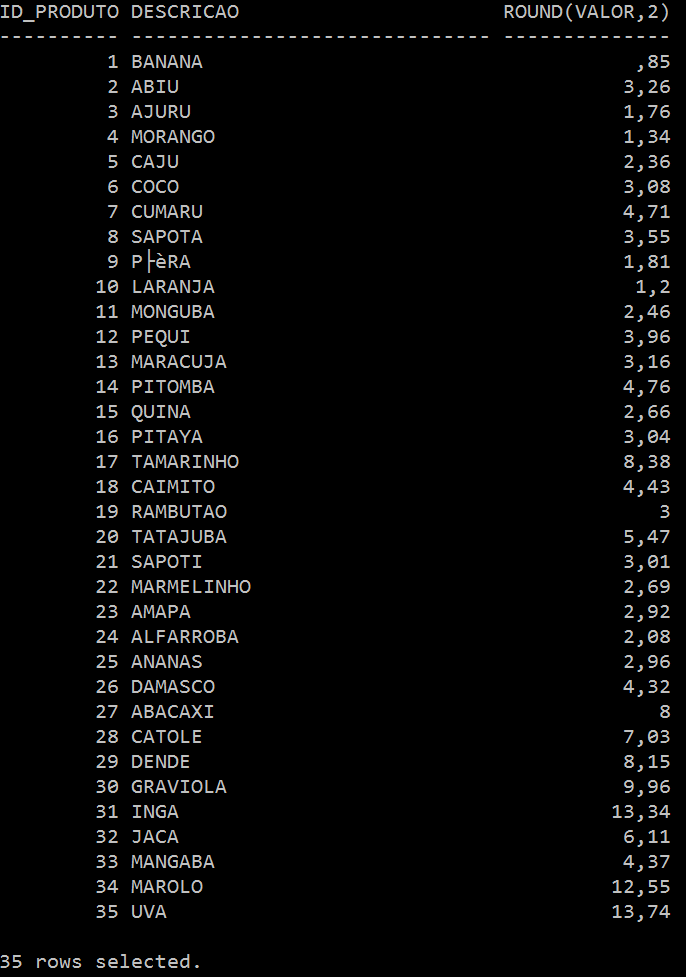 ID_PRODUTO DESCRICAO                      ROUND(VALOR,2)
---------- ------------------------------ --------------
         1 BANANA                                    ,85
         2 ABIU                                     3,26
         3 AJURU                                    1,76
         4 MORANGO                                  1,34
         5 CAJU                                     2,36
         6 COCO                                     3,08
         7 CUMARU                                   4,71
         8 SAPOTA                                   3,55
         9 P├èRA                                    1,81
        10 LARANJA                                   1,2
        11 MONGUBA                                  2,46
        12 PEQUI                                    3,96
        13 MARACUJA                                 3,16
        14 PITOMBA                                  4,76
        15 QUINA                                    2,66
        16 PITAYA                                   3,04
        17 TAMARINHO                                8,38
        18 CAIMITO                                  4,43
        19 RAMBUTAO                                    3
        20 TATAJUBA                                 5,47
        21 SAPOTI                                   3,01
        22 MARMELINHO                               2,69
        23 AMAPA                                    2,92
        24 ALFARROBA                                2,08
        25 ANANAS                                   2,96
        26 DAMASCO                                  4,32
        27 ABACAXI                                     8
        28 CATOLE                                   7,03
        29 DENDE                                    8,15
        30 GRAVIOLA                                 9,96
        31 INGA                                    13,34
        32 JACA                                     6,11
        33 MANGABA                                  4,37
        34 MAROLO                                  12,55
        35 UVA                                     13,74

35 rows selected.